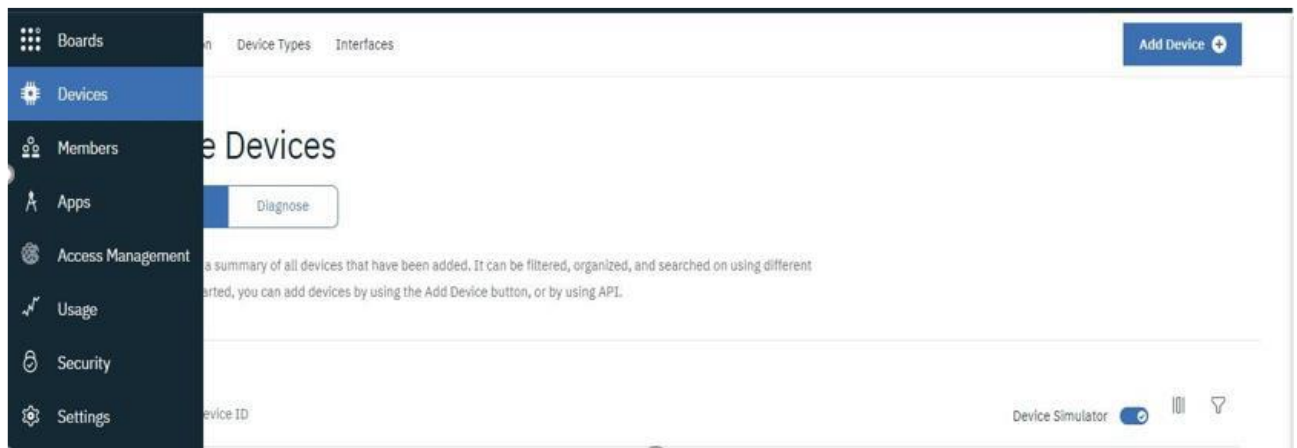 Boards
Devices
Members
Apps
Access Management
Usage
Security
Settings
n Device Types Interfaces
Add Device
e Devices
Diagnose
a summary of all devices that have been added. It can be filtered, organized, and searched on using different
arted, you can add devices by using the Add Device button, or by using API.
evice ID
Device Simulator